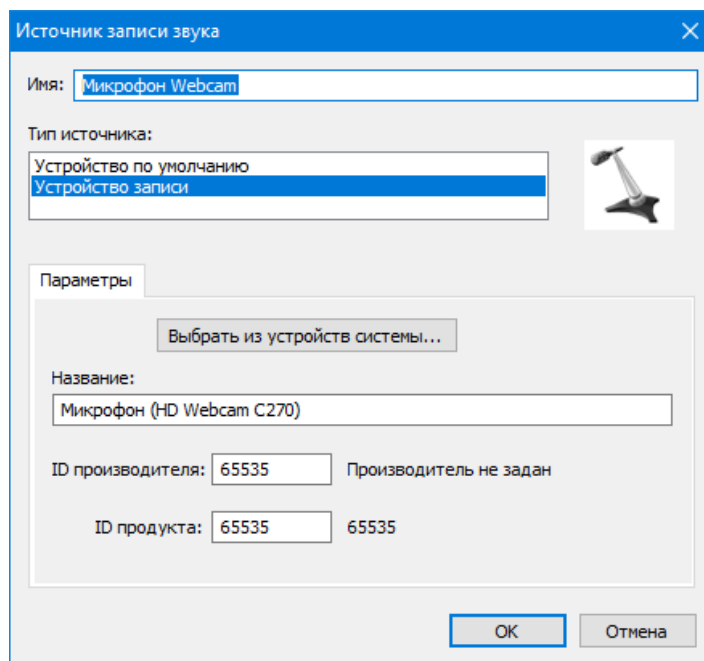 Источник записи звука
Имя: Микрофон Webcam
Тип источника:
Устройство по умолчанию
Устройство записи
Параметры
Выбрать из устройств системы...
Название:
Микрофон (HD Webcam C270)
ID производителя: 65535 Производитель не задан
ID продукта: 65535 65535
OK Отмена